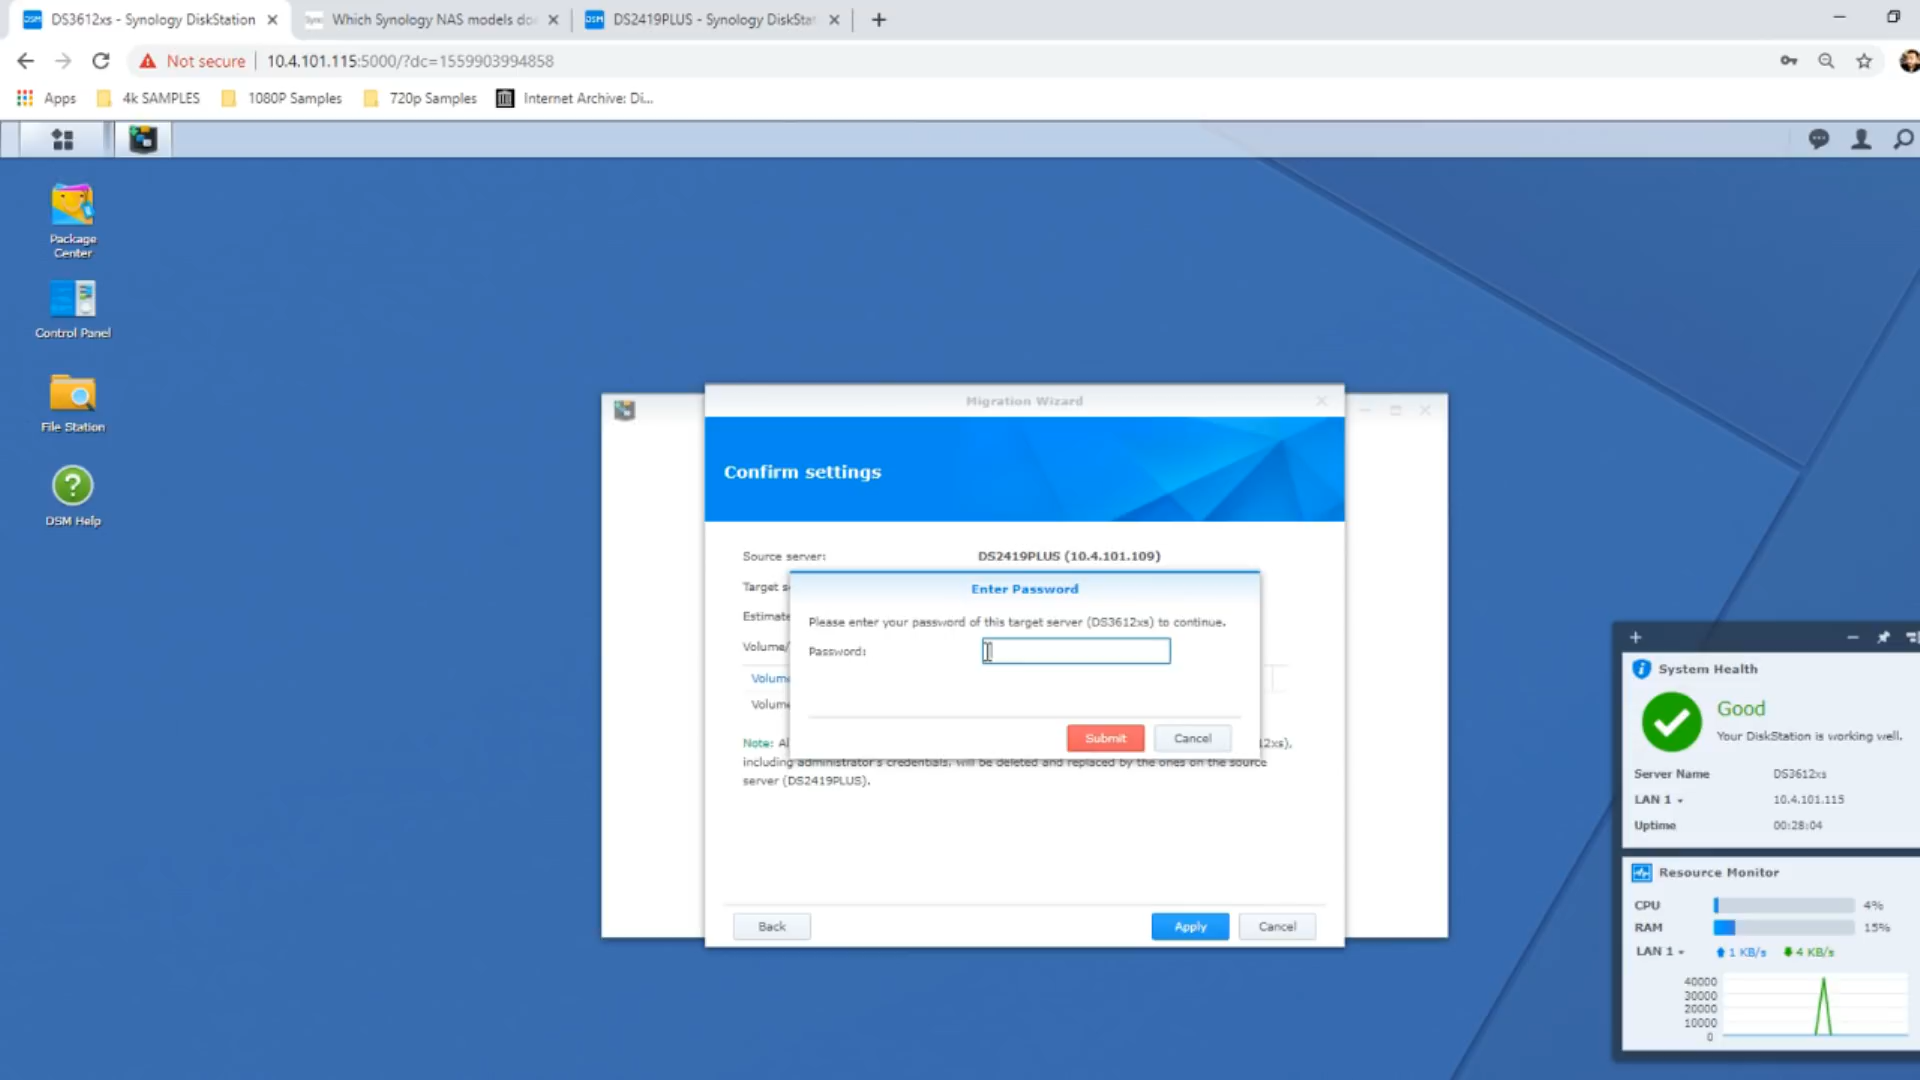 DS3612xs - Synology DiskStation
Which Synology NAS models do
DS2419PLUS - Synology DiskStat
Not secure
10.4.101.115:5000/?dc=1559903994858
Apps
4k SAMPLES
1080P Samples
720p Samples
Internet Archive: Di...
Package
Center
Control Panel
File Station
DSM Help
Migration Wizard
Confirm settings
Source server:
DS2419PLUS (10.4.101.109)
Target s
Estimate
Volume/
Volum
Volume
Enter Password
Please enter your password of this target server (DS3612xs) to continue.
Password:
Submit
Cancel
Note: Al
12xs),
including administrator's credentials, will be deleted and replaced by the ones on the source
server (DS2419PLUS).
Back
Apply
Cancel
System Health
Good
Your DiskStation is working well.
Server Name
DS3612xs
LAN 1
10.4.101.115
Uptime
00:28:04
Resource Monitor
CPU
4%
RAM
15%
LAN 1
1 KB/s
4 KB/s
40000
30000
20000
10000
0